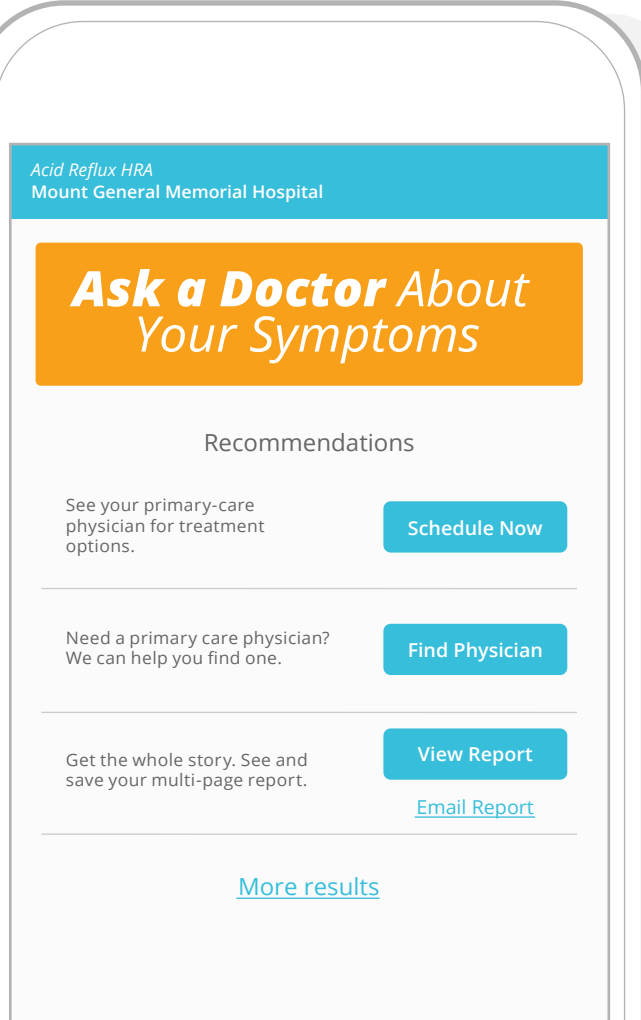 Acid Reflux HRA
Mount General Memorial Hospital
Ask a Doctor About
Your Symptoms
Recommendations
See your primary-care
physician for treatment
options.
Schedule Now
Need a primary care physician?
We can help you find one.
Find Physician
Get the whole story. See and
save your multi-page report.
View Report
Email Report
More results